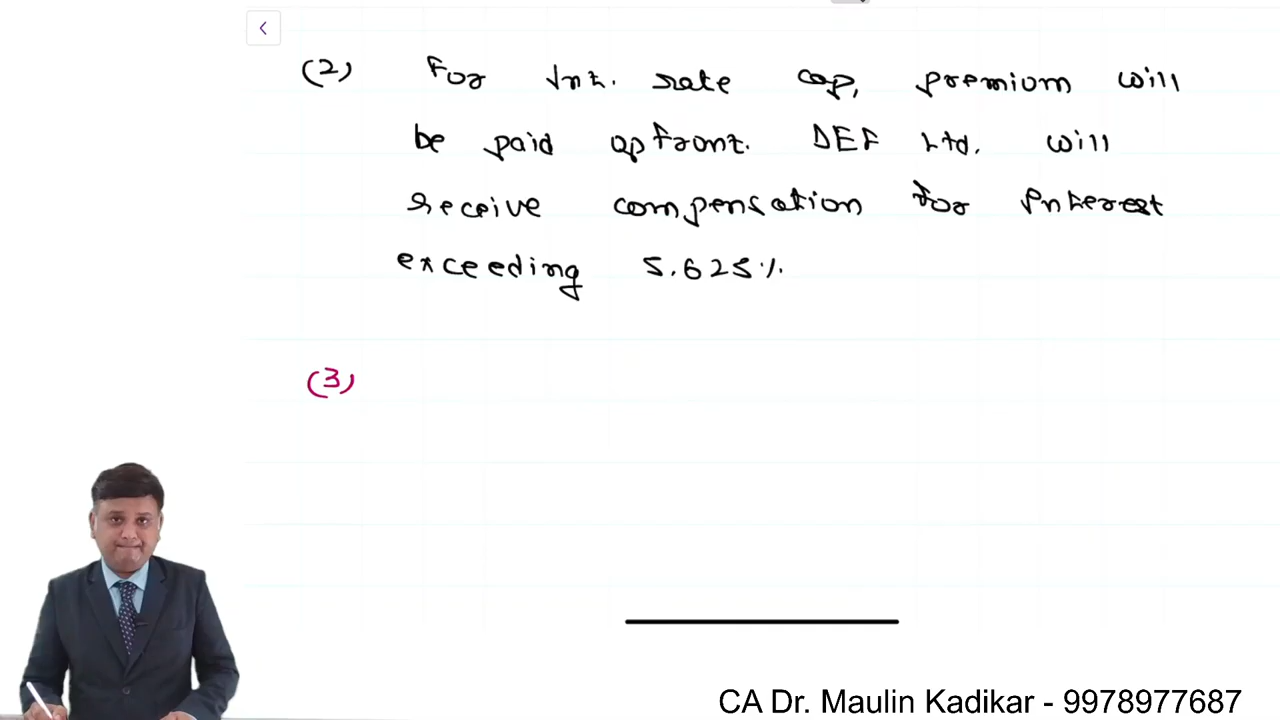 (2) For Int. rate cap, premium will
be paid upfront. DEF Ltd. will
receive compensation for interest
exceeding 5.625%
(3)
CA Dr. Maulin Kadikar - 9978977687